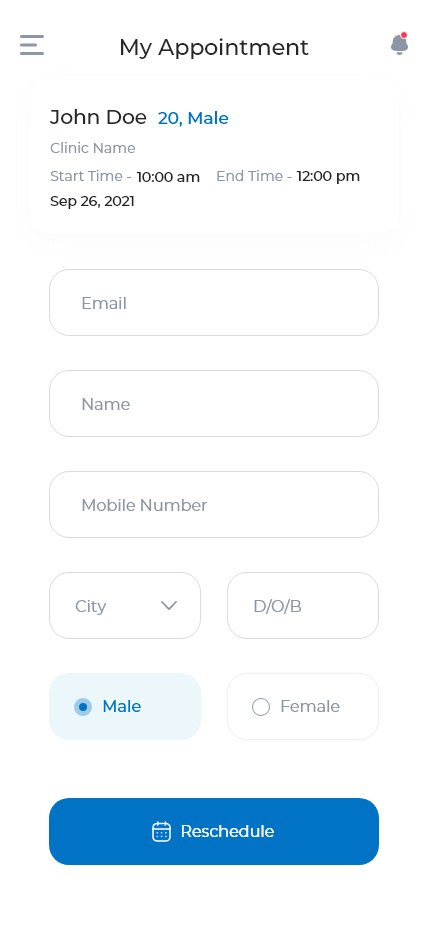 My Appointment
John Doe 20, Male
Clinic Name
Start Time - 10:00 am End Time - 12:00 pm
Sep 26, 2021
Email
Name
Mobile Number
City D/O/B
Male Female
Reschedule